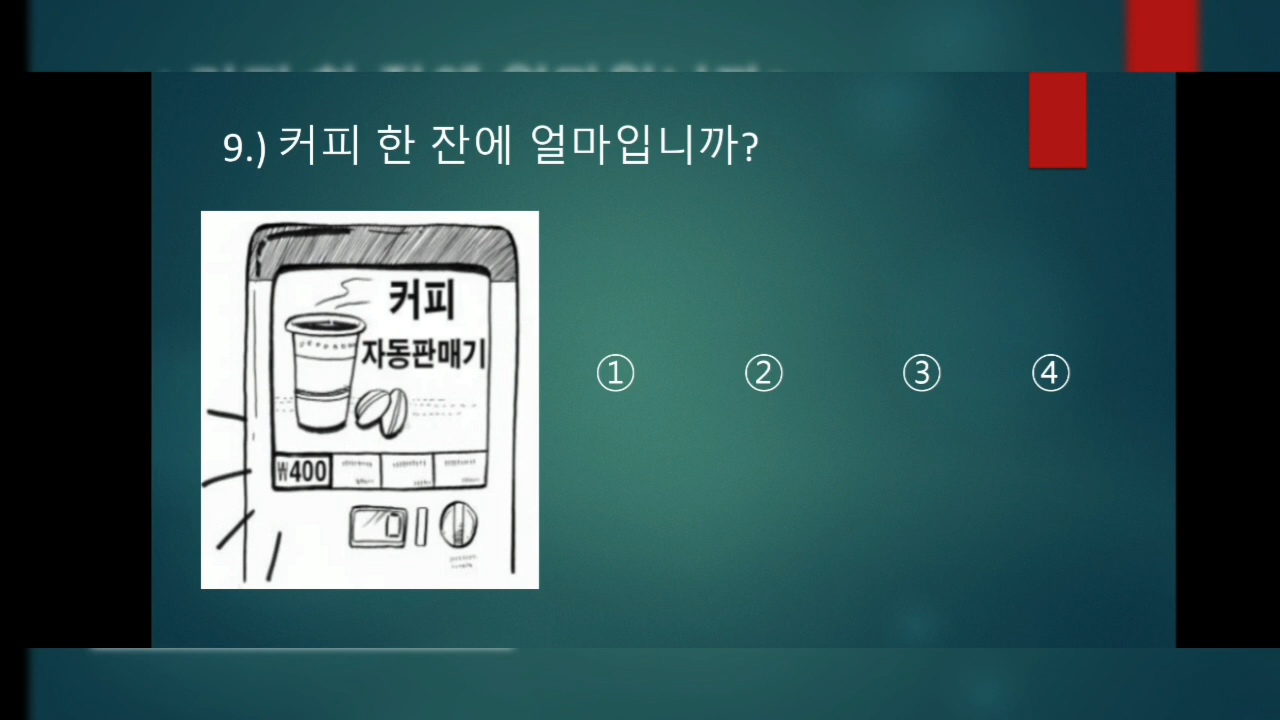 9.) 커피 한 잔에 얼마입니까?
커피
자동판매기
₩400
① ② ③ ④